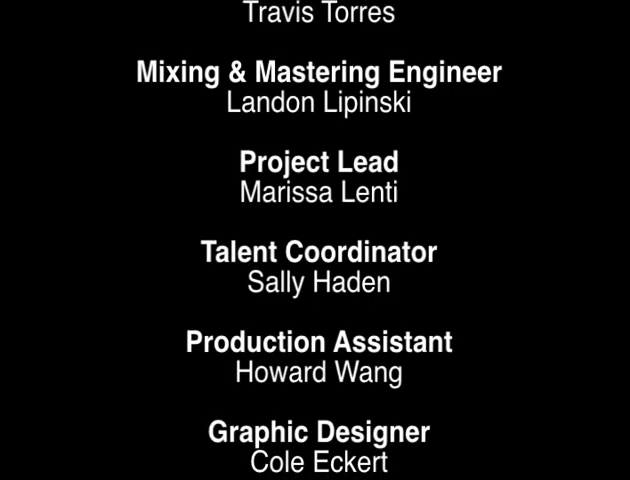 Travis Torres
Mixing & Mastering Engineer
Landon Lipinski
Project Lead
Marissa Lenti
Talent Coordinator
Sally Haden
Production Assistant
Howard Wang
Graphic Designer
Cole Eckert